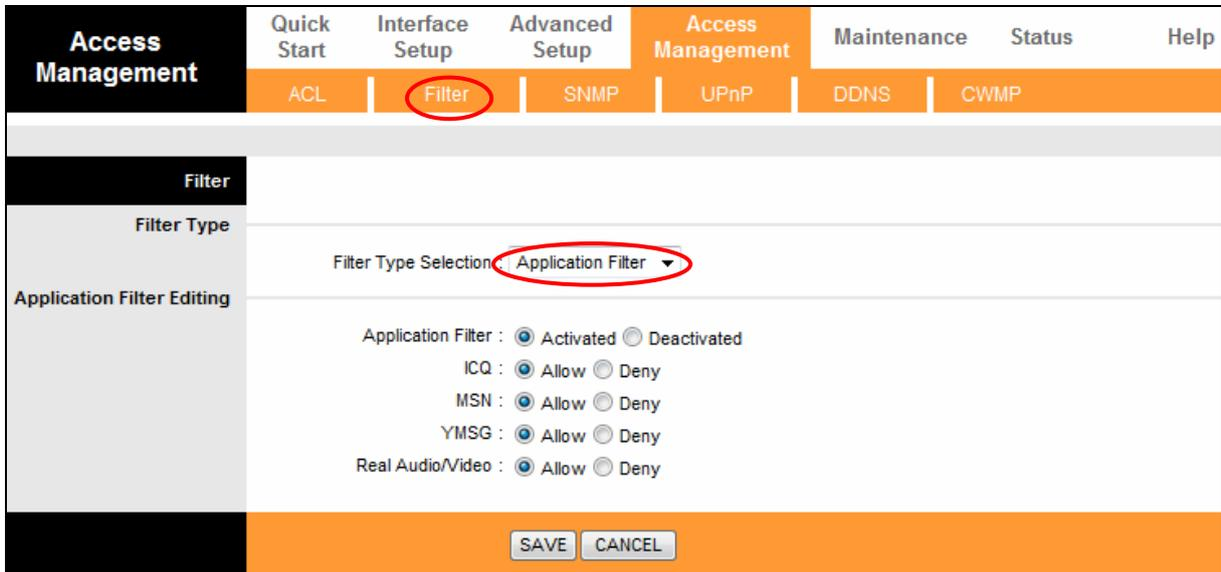 Access Management
Quick Start
Interface Setup
Advanced Setup
Access Management
Maintenance
Status
Help
ACL
Filter
SNMP
UPnP
DDNS
CWMP
Filter
Filter Type
Filter Type Selection : Application Filter
Application Filter Editing
Application Filter : Activated Deactivated
ICQ : Allow Deny
MSN : Allow Deny
YMSG : Allow Deny
Real Audio/Video : Allow Deny
SAVE CANCEL